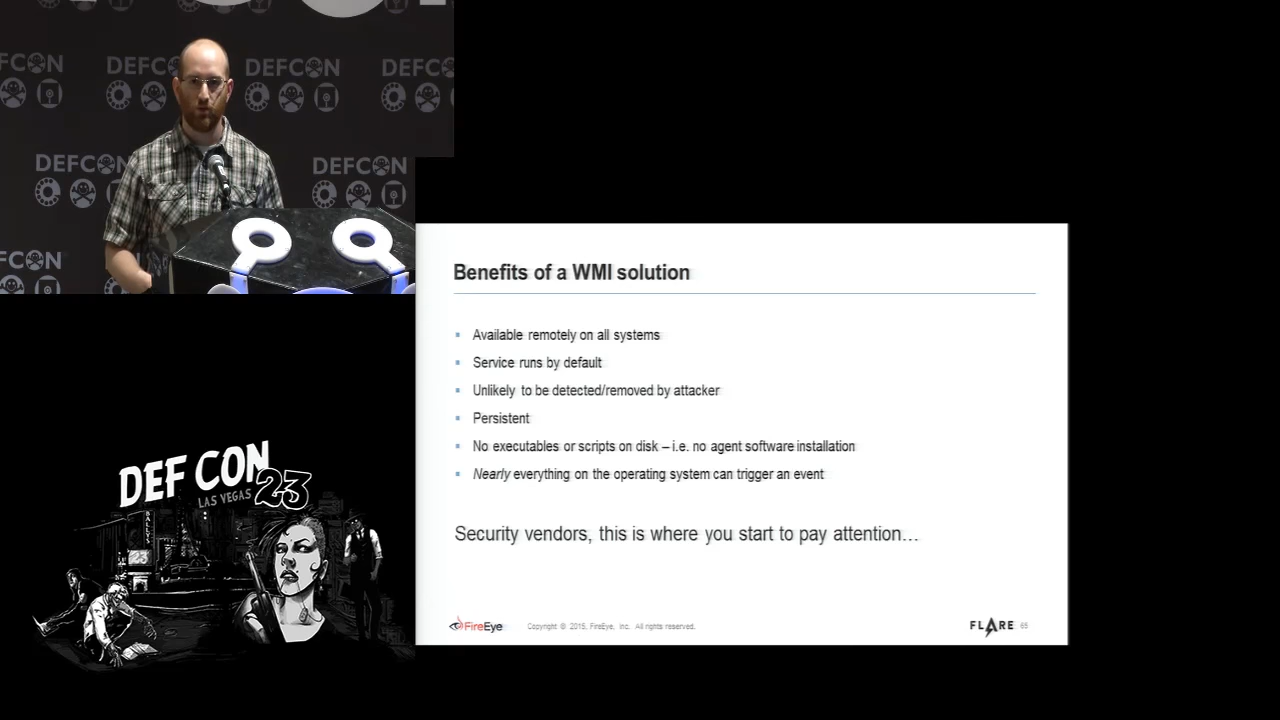 DEFCON
DEFCON
DEFCON
DEFCON
DEFCON
DEFCON
Benefits of a WMI solution
Available remotely on all systems
Service runs by default
Unlikely to be detected/removed by attacker
Persistent
No executables or scripts on disk – i.e. no agent software installation
Nearly everything on the operating system can trigger an event
Security vendors, this is where you start to pay attention…
FireEye Copyright © 2015, FireEye, Inc. All rights reserved. FLARE 65
DEF CON 23
LAS VEGAS
BALLYS